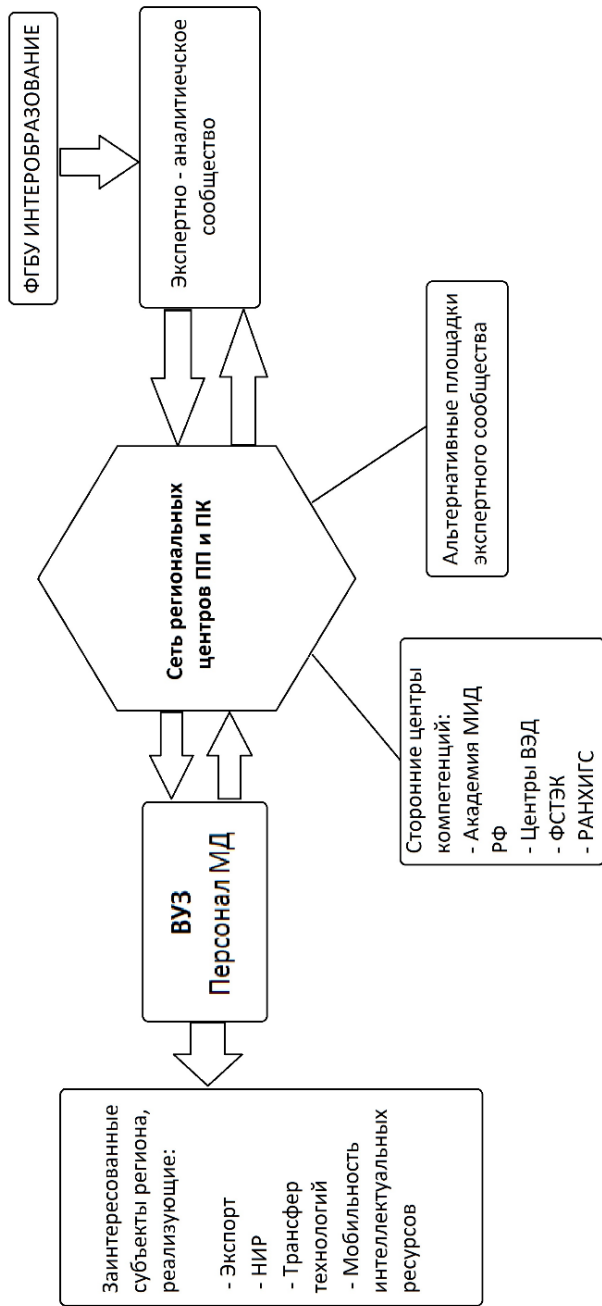 ФГБУ ИНТЕРОБРАЗОВАНИЕ
Экспертно - аналитиечское
сообщество
Сеть региональных
центров ПП и ПК
Альтернативные площадки
экспертного сообщества
Сторонние центры
компетенций:
- Академия МИД
РФ
- Центры ВЭД
- ФСТЭК
- РАНХИГС
ВУЗ
Персонал МД
Заинтересованные
субъекты региона,
реализующие:
- Экспорт
- НИР
- Трансфер
технологий
- Мобильность
интеллектуальных
ресурсов